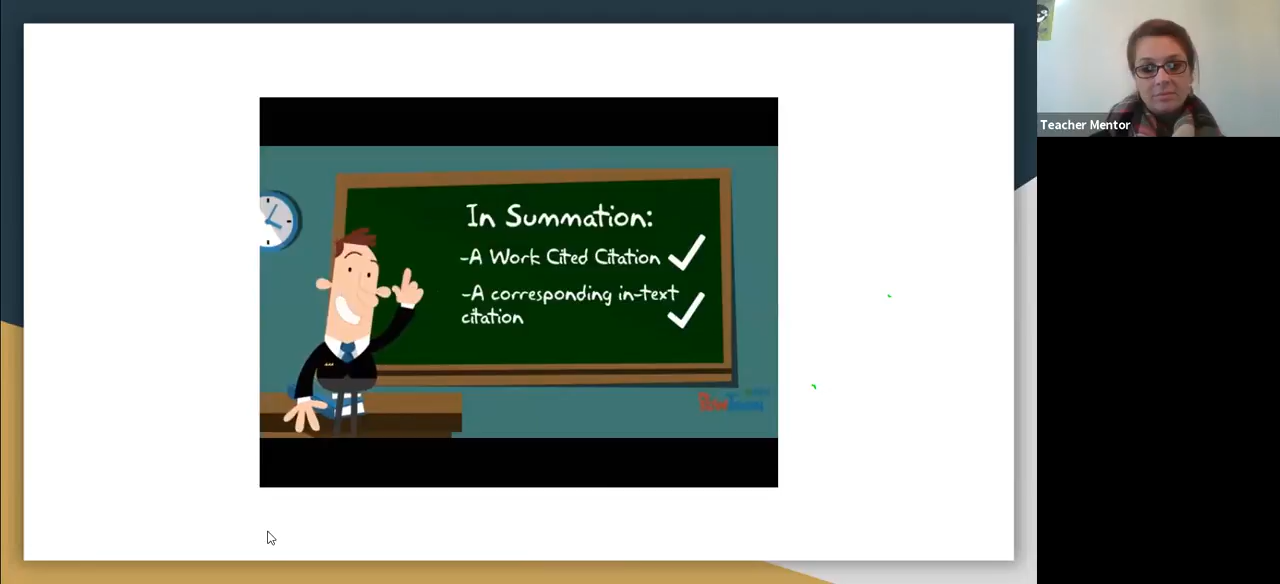 In Summation:
-A Work Cited Citation
-A corresponding in-text
citation
Teacher Mentor